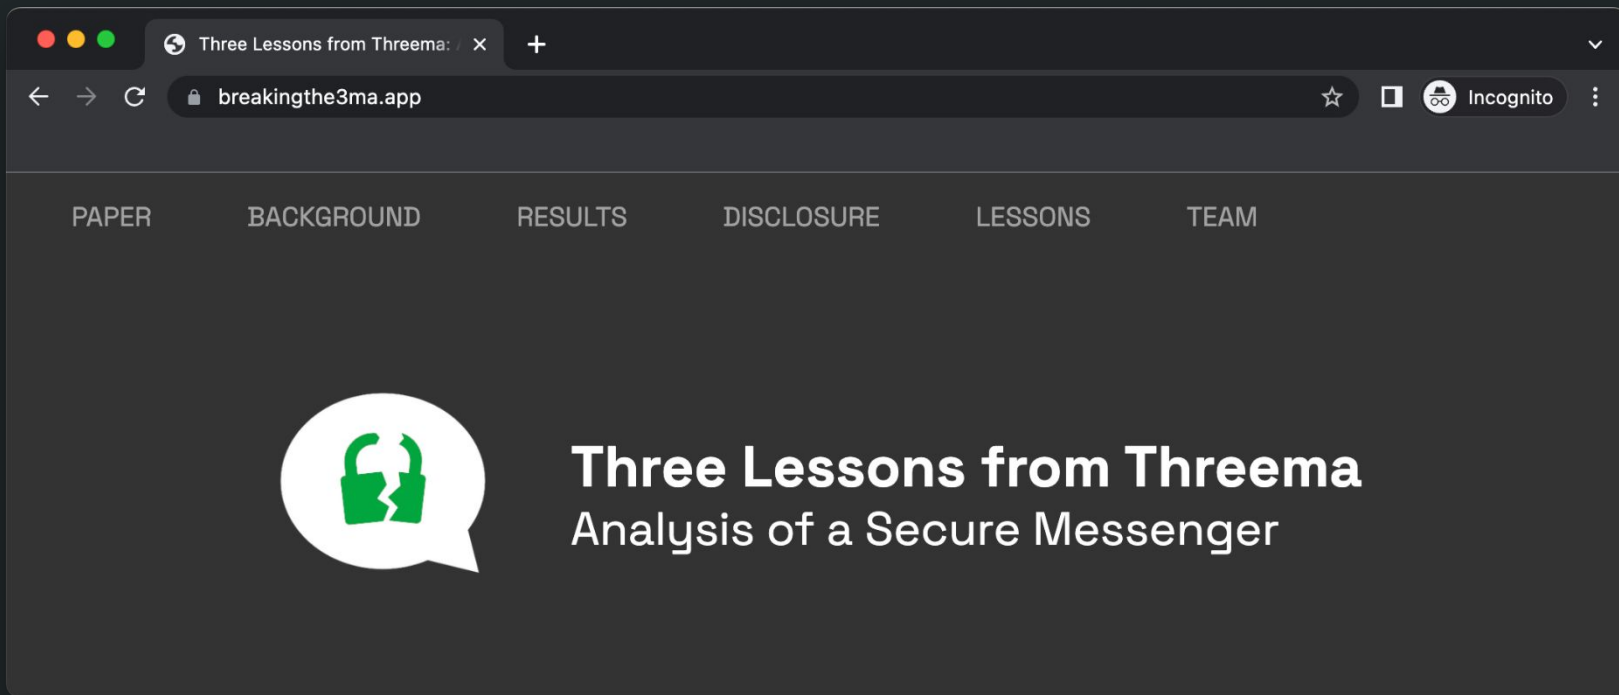 Three Lessons from Threema:
breakingthe3ma.app
Incognito
PAPER BACKGROUND RESULTS DISCLOSURE LESSONS TEAM
Three Lessons from Threema
Analysis of a Secure Messenger